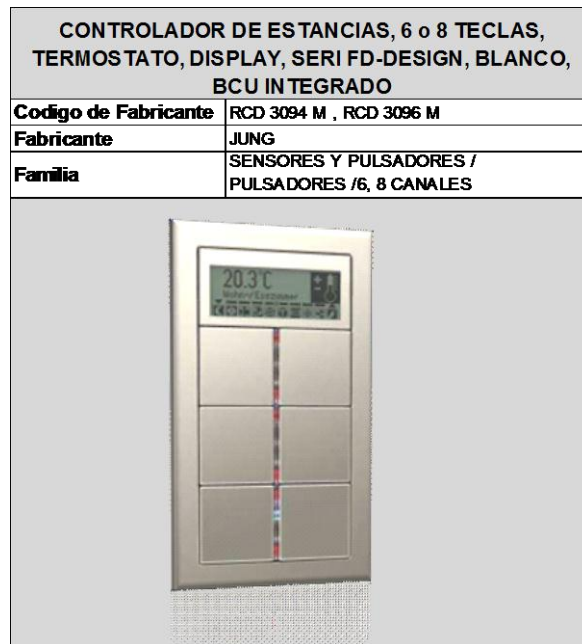 CONTROLADOR DE ESTANCIAS, 6 o 8 TECLAS,
TERMOSTATO, DISPLAY, SERI FD-DESIGN, BLANCO,
BCU INTEGRADO
Codigo de Fabricante RCD 3094 M , RCD 3096 M
Fabricante JUNG
Familia SENSORES Y PULSADORES /
PULSADORES /6, 8 CANALES
20.3°C